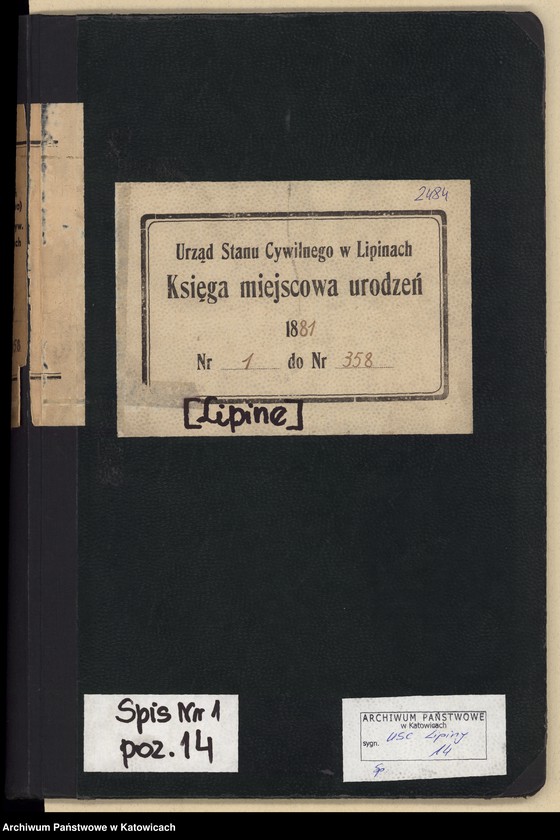 2484
Urząd Stanu Cywilnego w Lipinach
Księga miejscowa urodzeń
1881
Nr 1 do Nr 358
[Lipine]
Spis Nr 1
poz. 14
ARCHIWUM PAŃSTWOWE
w Katowicach
sygn. USC Lipiny
14
Sp
Archiwum Państwowe w Katowicach